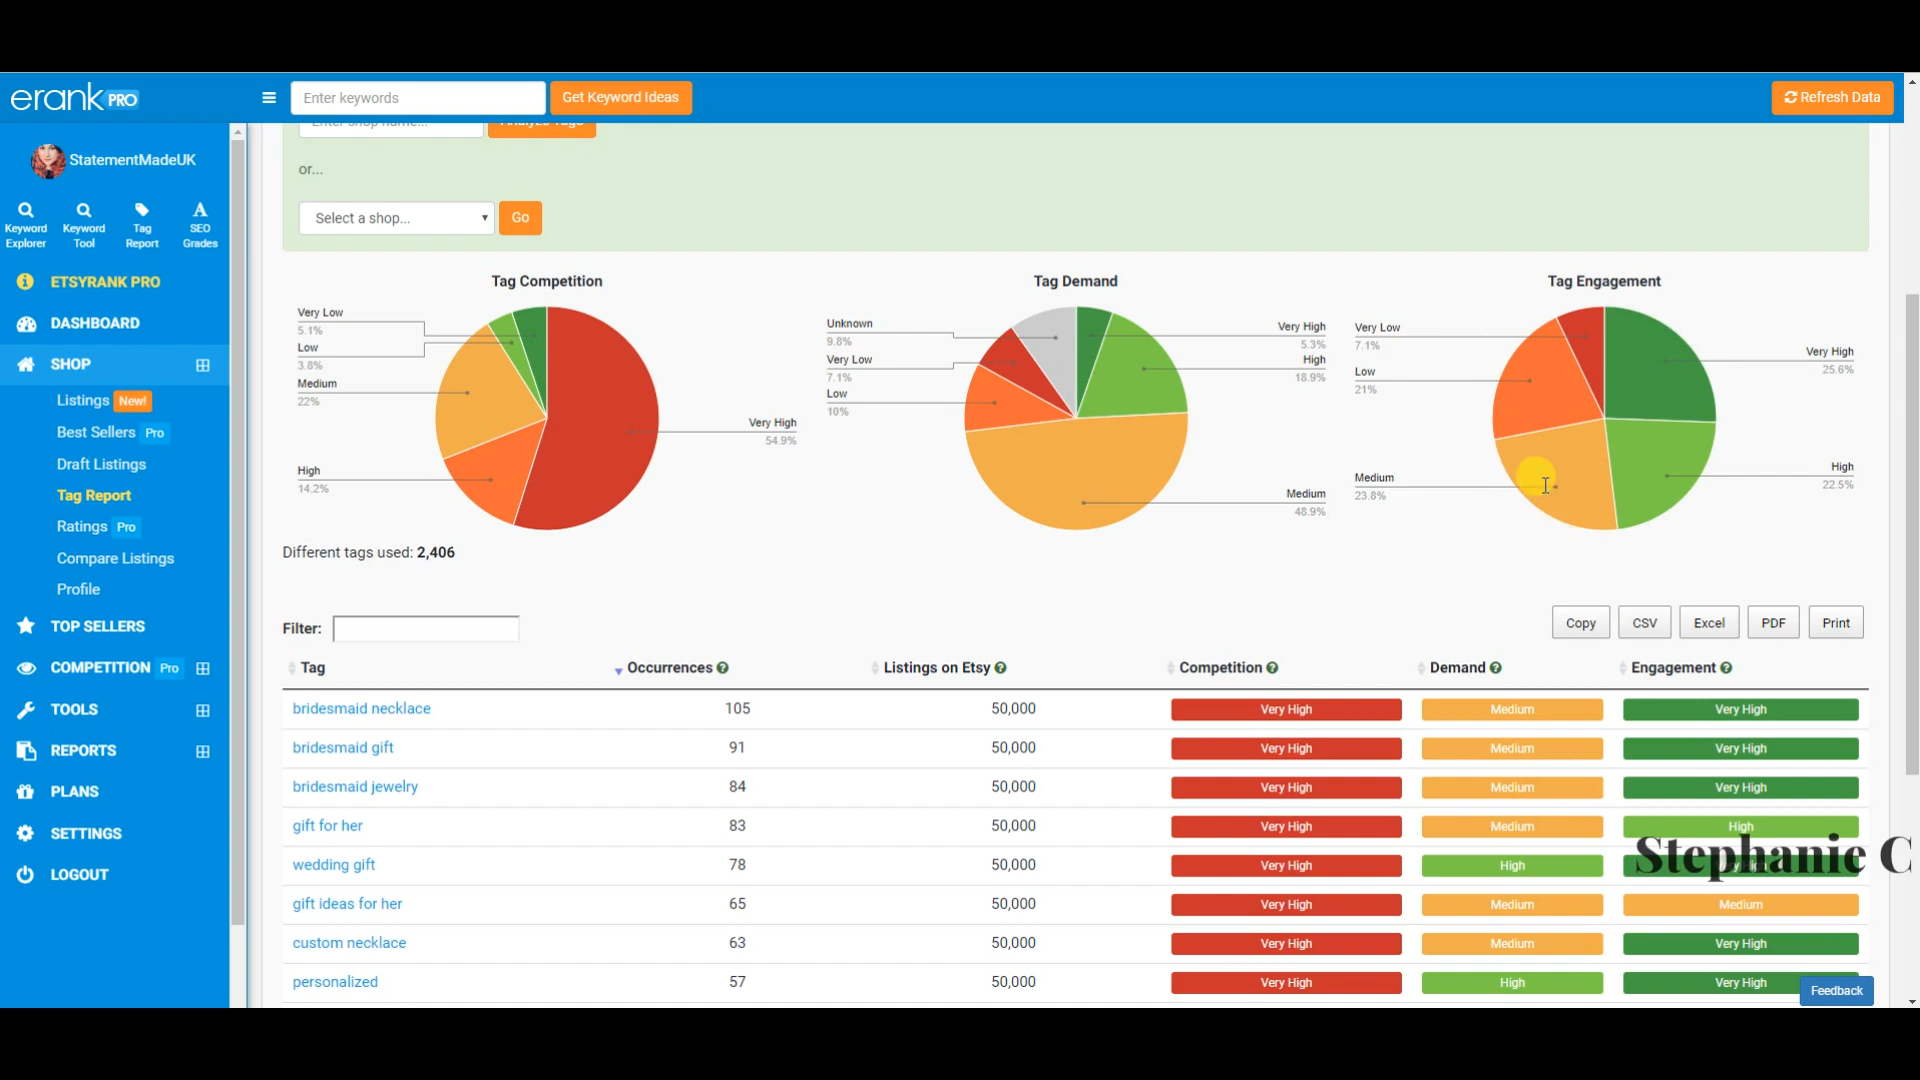 erank PRO
Enter keywords
Get Keyword Ideas
Refresh Data
StatementMadeUK
Keyword Explorer
Keyword Tool
Tag Report
SEO Grades
ETSYRANK PRO
DASHBOARD
SHOP
Listings New!
Best Sellers Pro
Draft Listings
Tag Report
Ratings Pro
Compare Listings
Profile
TOP SELLERS
COMPETITION Pro
TOOLS
REPORTS
PLANS
SETTINGS
LOGOUT
Enter shop name...
Analyze Tags
or...
Select a shop...
Go
Tag Competition
Very Low
5.1%
Low
3.8%
Medium
22%
High
14.2%
Very High
54.9%
Tag Demand
Unknown
9.8%
Very Low
7.1%
Low
10%
Very High
5.3%
High
18.9%
Medium
48.9%
Tag Engagement
Very Low
7.1%
Low
21%
Medium
23.8%
Very High
25.6%
High
22.5%
Different tags used: 2,406
Filter:
Copy CSV Excel PDF Print
Tag Occurrences Listings on Etsy Competition Demand Engagement
bridesmaid necklace 105 50,000 Very High Medium Very High
bridesmaid gift 91 50,000 Very High Medium Very High
bridesmaid jewelry 84 50,000 Very High Medium Very High
gift for her 83 50,000 Very High Medium High
wedding gift 78 50,000 Very High High
gift ideas for her 65 50,000 Very High Medium Medium
custom necklace 63 50,000 Very High Medium Very High
personalized 57 50,000 Very High High Very High
Stephanie C
Feedback